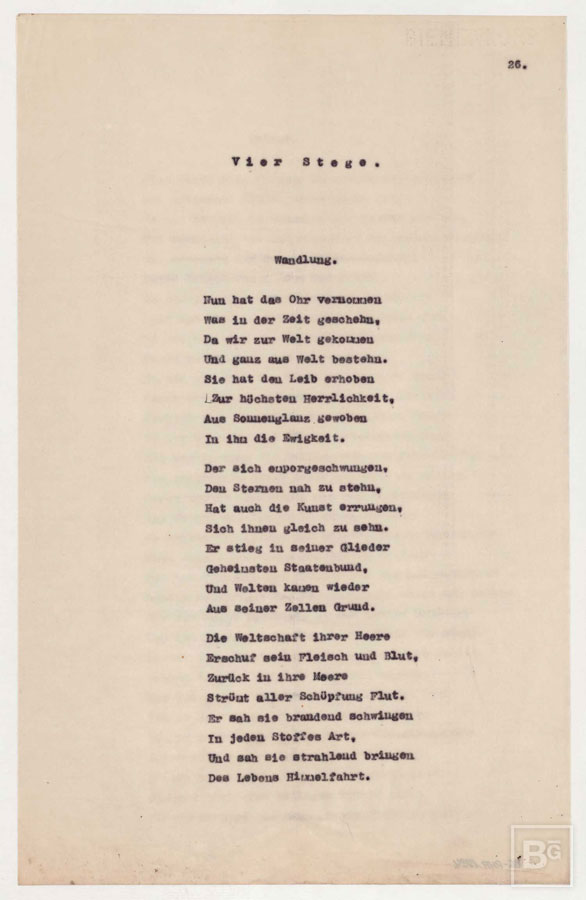 26.
Vier Stege.
Wandlung.
Nun hat das Ohr vernommen
Was in der Zeit geschehn,
Da wir zur Welt gekommen
Und ganz aus Welt bestehn.
Sie hat den Leib erhoben
Zur höchsten Herrlichkeit,
Aus Sonnenglanz gewoben
In ihm die Ewigkeit.
Der sich emporgeschwungen,
Den Sternen nah zu stehn,
Hat auch die Kunst errungen,
Sich ihnen gleich zu sehn.
Er stieg in seiner Glieder
Geheimsten Staatenbund,
Und Welten kamen wieder
Aus seiner Zellen Grund.
Die Weltschaft ihrer Heere
Erschuf sein Fleisch und Blut,
Zurück in ihre Meere
Strömt aller Schöpfung Flut.
Er sah sie brandend schwingen
In jeden Stoffes Art,
Und sah sie strahlend bringen
Des Lebens Himmelfahrt.
BG